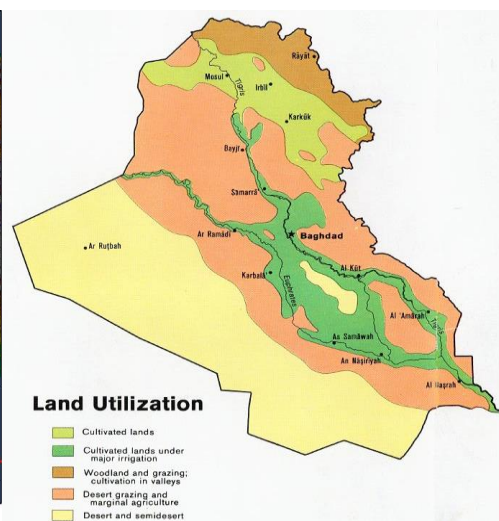 Rāyāt
Mosul
Tigris
Irbīl
Karkūk
Bayjī
Sāmarrā'
Baghdad
Ar Ramādī
Ar Ruţbah
Al Kūt
Karbalā'
Euphrates
Al 'Amārah
Tigris
As Samāwah
An Nāşirīyah
Al Başrah
Land Utilization
Cultivated lands
Cultivated lands under
major irrigation
Woodland and grazing;
cultivation in valleys
Desert grazing and
marginal agriculture
Desert and semidesert